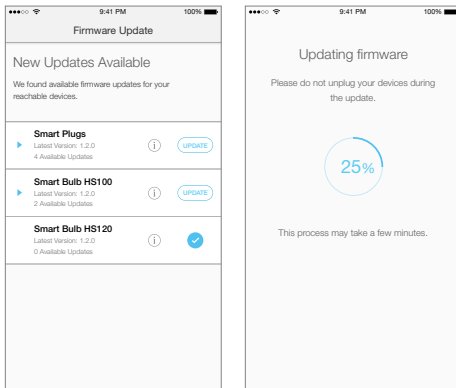 9:41 PM
100%
Firmware Update
New Updates Available
We found available firmware updates for your
reachable devices.
Smart Plugs
Latest Version: 1.2.0
4 Available Updates
UPDATE
Smart Bulb HS100
Latest Version: 1.2.0
2 Available Updates
UPDATE
Smart Bulb HS120
Latest Version: 1.2.0
0 Available Updates
9:41 PM
100%
Updating firmware
Please do not unplug your devices during
the update.
25%
This process may take a few minutes.